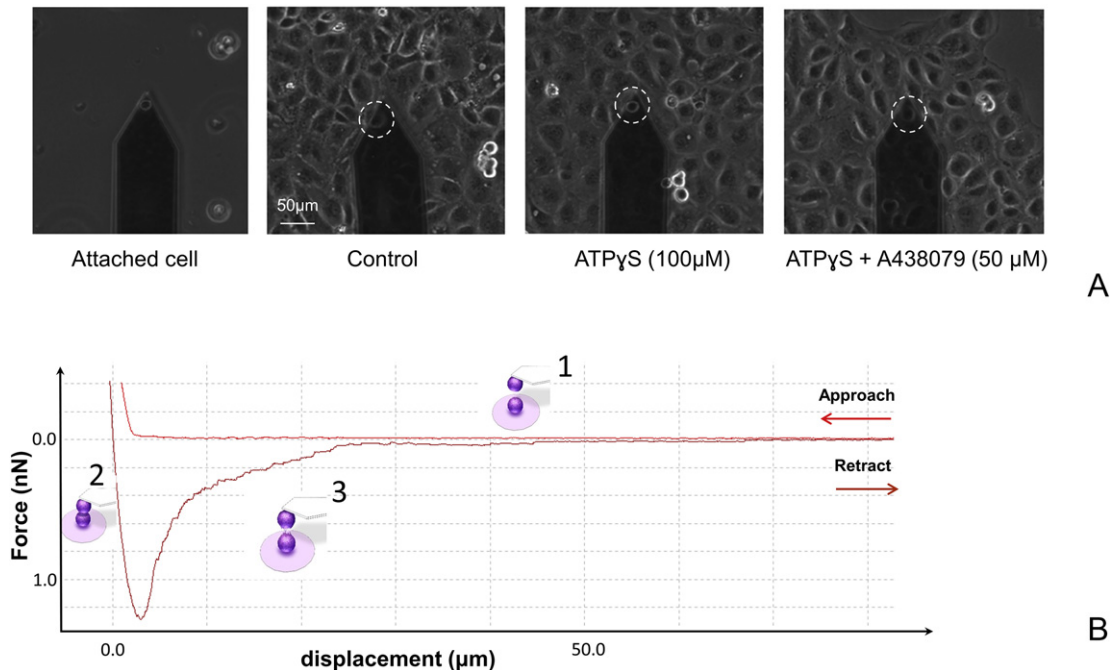 50µm
Attached cell
Control
ATPɣS (100µM)
ATPɣS + A438079 (50 µM)
A
1
Approach
0.0
Retract
2
3
Force (nN)
1.0
0.0
50.0
displacement (µm)
B